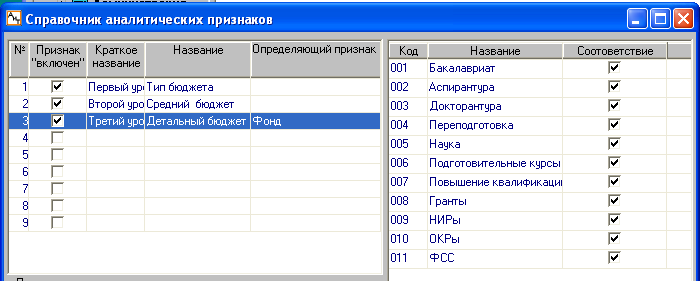 Справочник аналитических признаков
№ Признак "включен" Краткое название Название Определяющий признак
1 Первый уро Тип бюджета
2 Второй уро Средний бюджет
3 Третий уро Детальный бюджет Фонд
4
5
6
7
8
9
Код Название Соотоветствие
001 Бакалавриат
002 Аспирантура
003 Докторантура
004 Переподготовка
005 Наука
006 Подготовительные курсы
007 Повышение квалификаци
008 Гранты
009 НИРы
010 ОКРы
011 ФСС